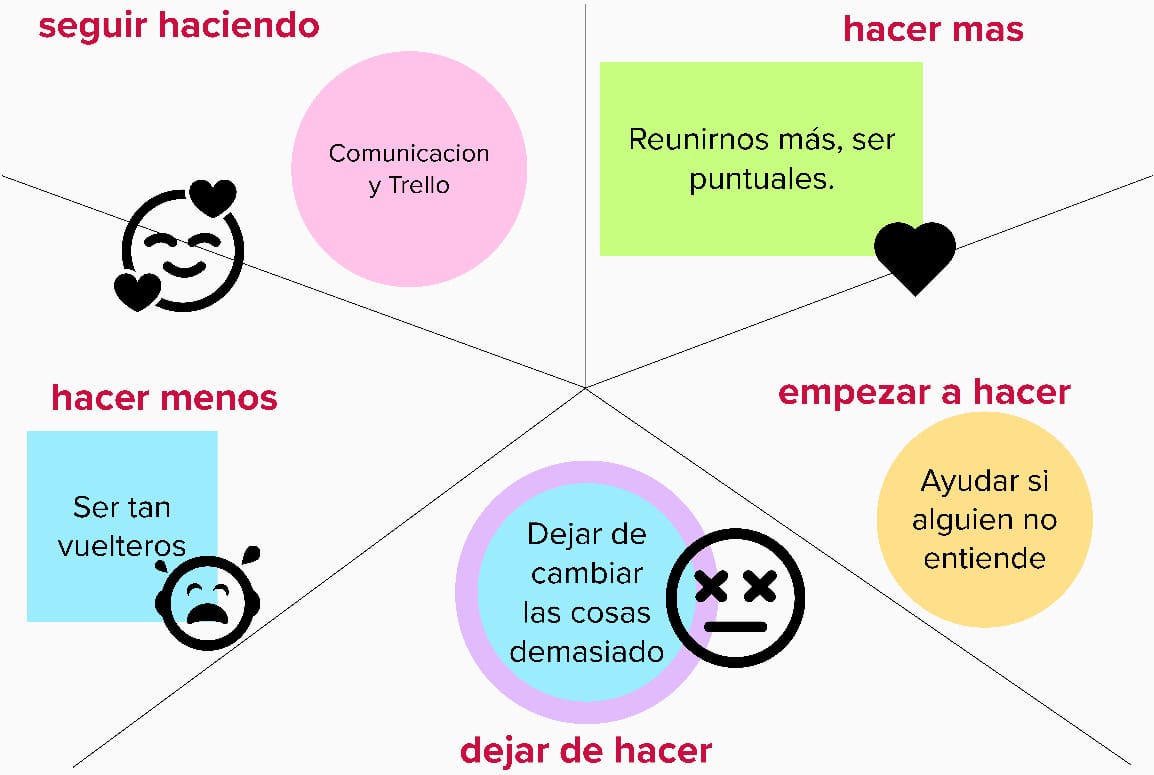 seguir haciendo
hacer mas
Comunicacion
y Trello
Reunirnos más, ser
puntuales.
hacer menos
Ser tan
vuelteros
empezar a hacer
Ayudar si
alguien no
entiende
Dejar de
cambiar
las cosas
demasiado
dejar de hacer